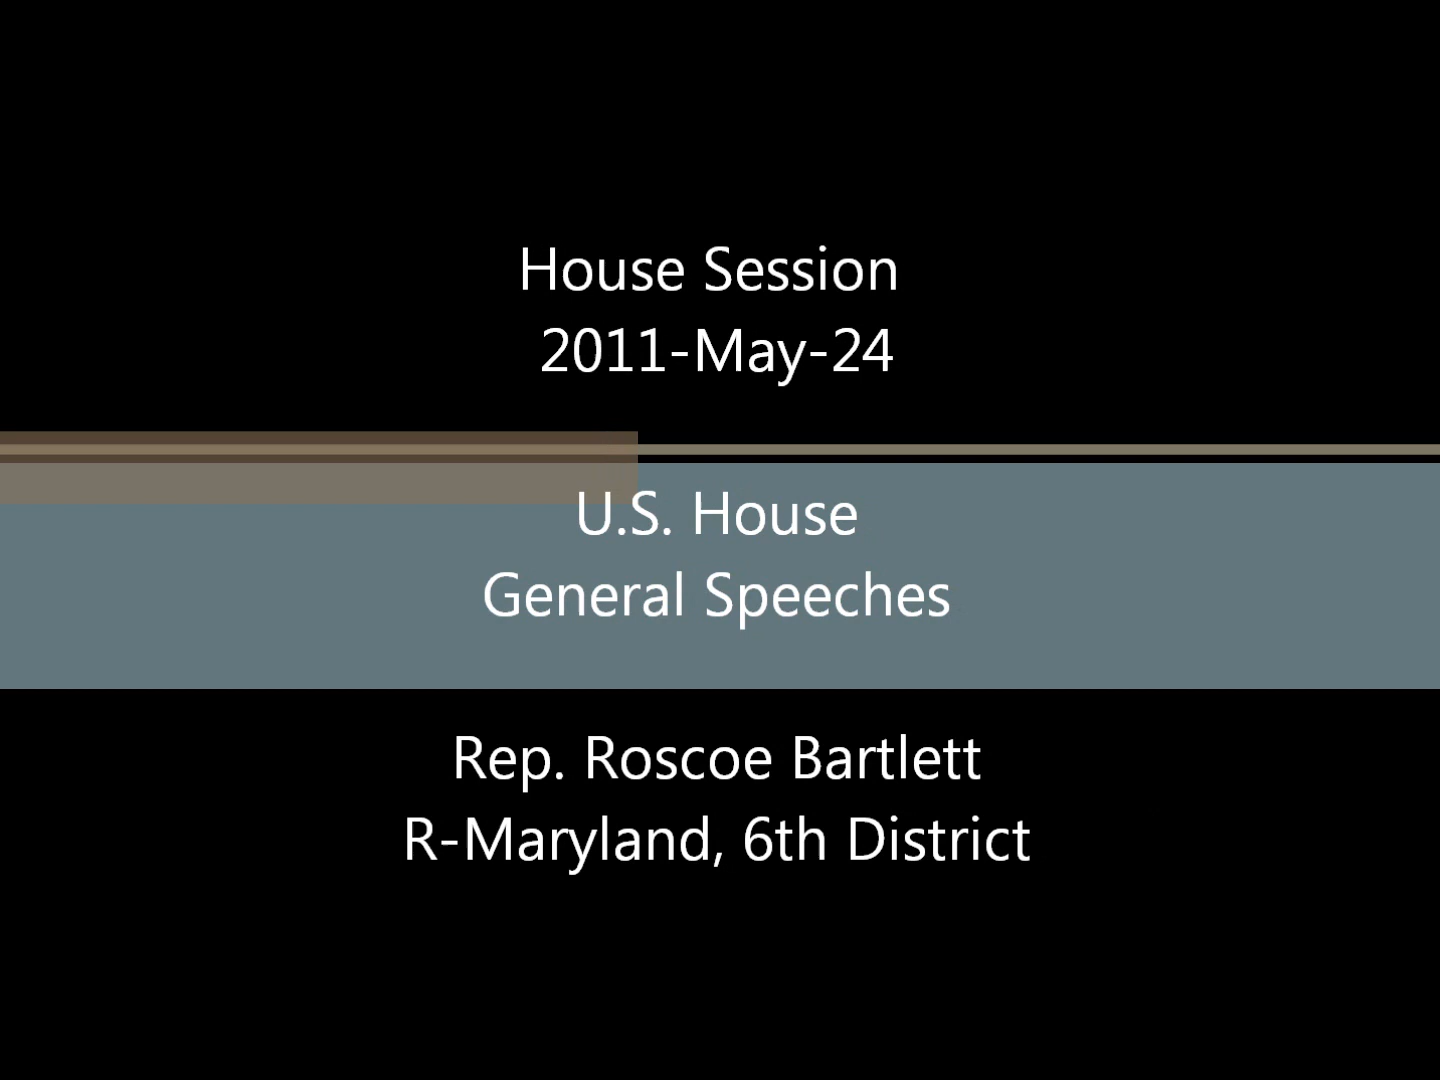 House Session
2011-May-24
U.S. House
General Speeches
Rep. Roscoe Bartlett
R-Maryland, 6th District